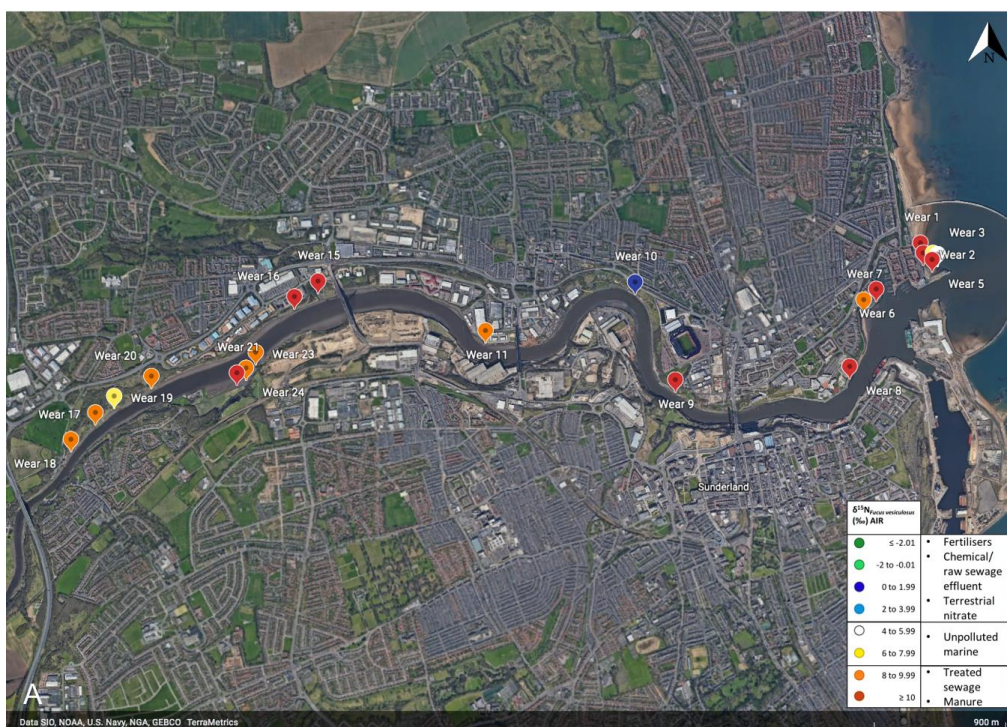 N
Wear 1
Wear 3
Wear 2
Wear 5
Wear 10
Wear 7
Wear 6
Wear 15
Wear 16
Wear 11
Wear 8
Wear 9
Wear 20
Wear 21
Wear 23
Wear 19
Wear 24
Wear 17
Wear 18
Sunderland
δ¹⁵N Fucus vesiculosus
(‰) AIR
≤ -2.01
-2 to -0.01
0 to 1.99
2 to 3.99
• Fertilisers
• Chemical/
raw sewage
effluent
• Terrestrial
nitrate
4 to 5.99
6 to 7.99
• Unpolluted
marine
8 to 9.99
≥ 10
• Treated
sewage
• Manure
A
Data SIO, NOAA, U.S. Navy, NGA, GEBCO TerraMetrics
900 m